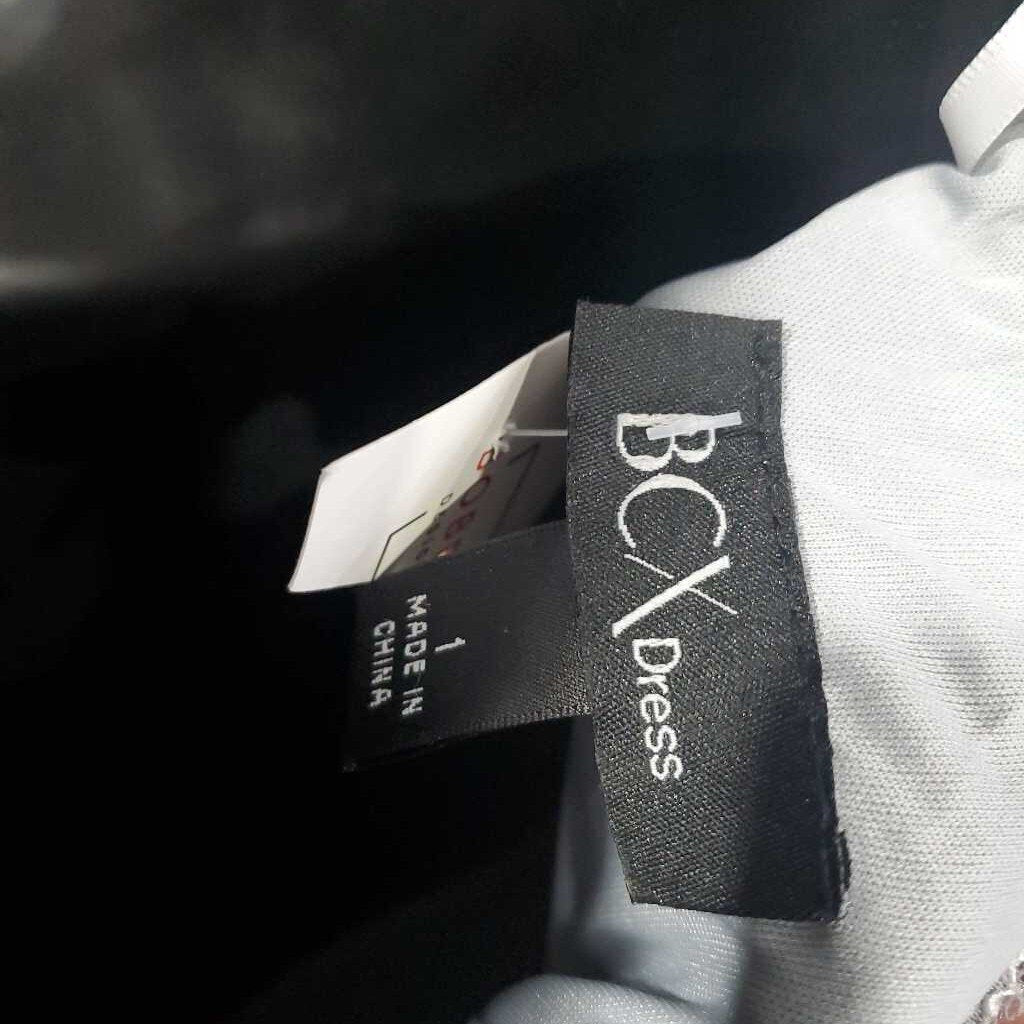 BCX Dress
1
MADE IN
CHINA